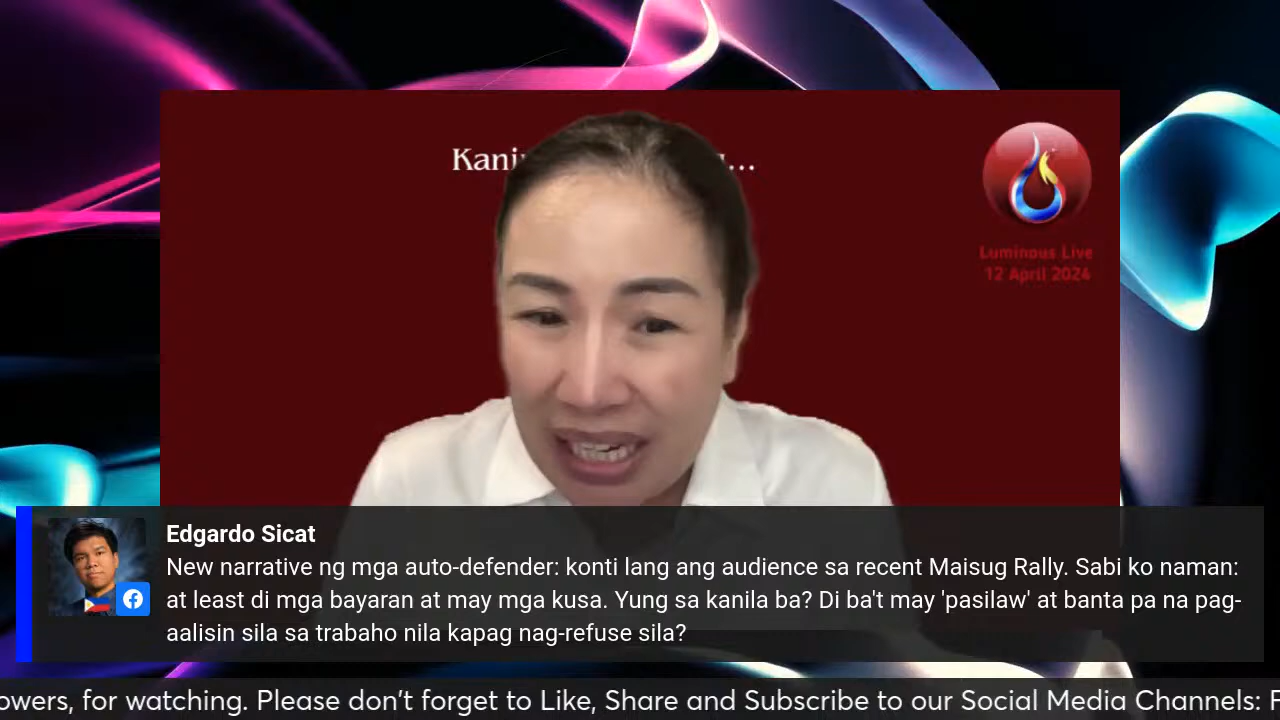 Luminous Live
12 April 2024
Edgardo Sicat
New narrative ng mga auto-defender: konti lang ang audience sa recent Maisug Rally. Sabi ko naman:
at least di mga bayaran at may mga kusa. Yung sa kanila ba? Di ba't may 'pasilaw' at banta pa na pag-
aalisin sila sa trabaho nila kapag nag-refuse sila?
for watching. Please don't forget to Like, Share and Subscribe to our Social Media Channels: